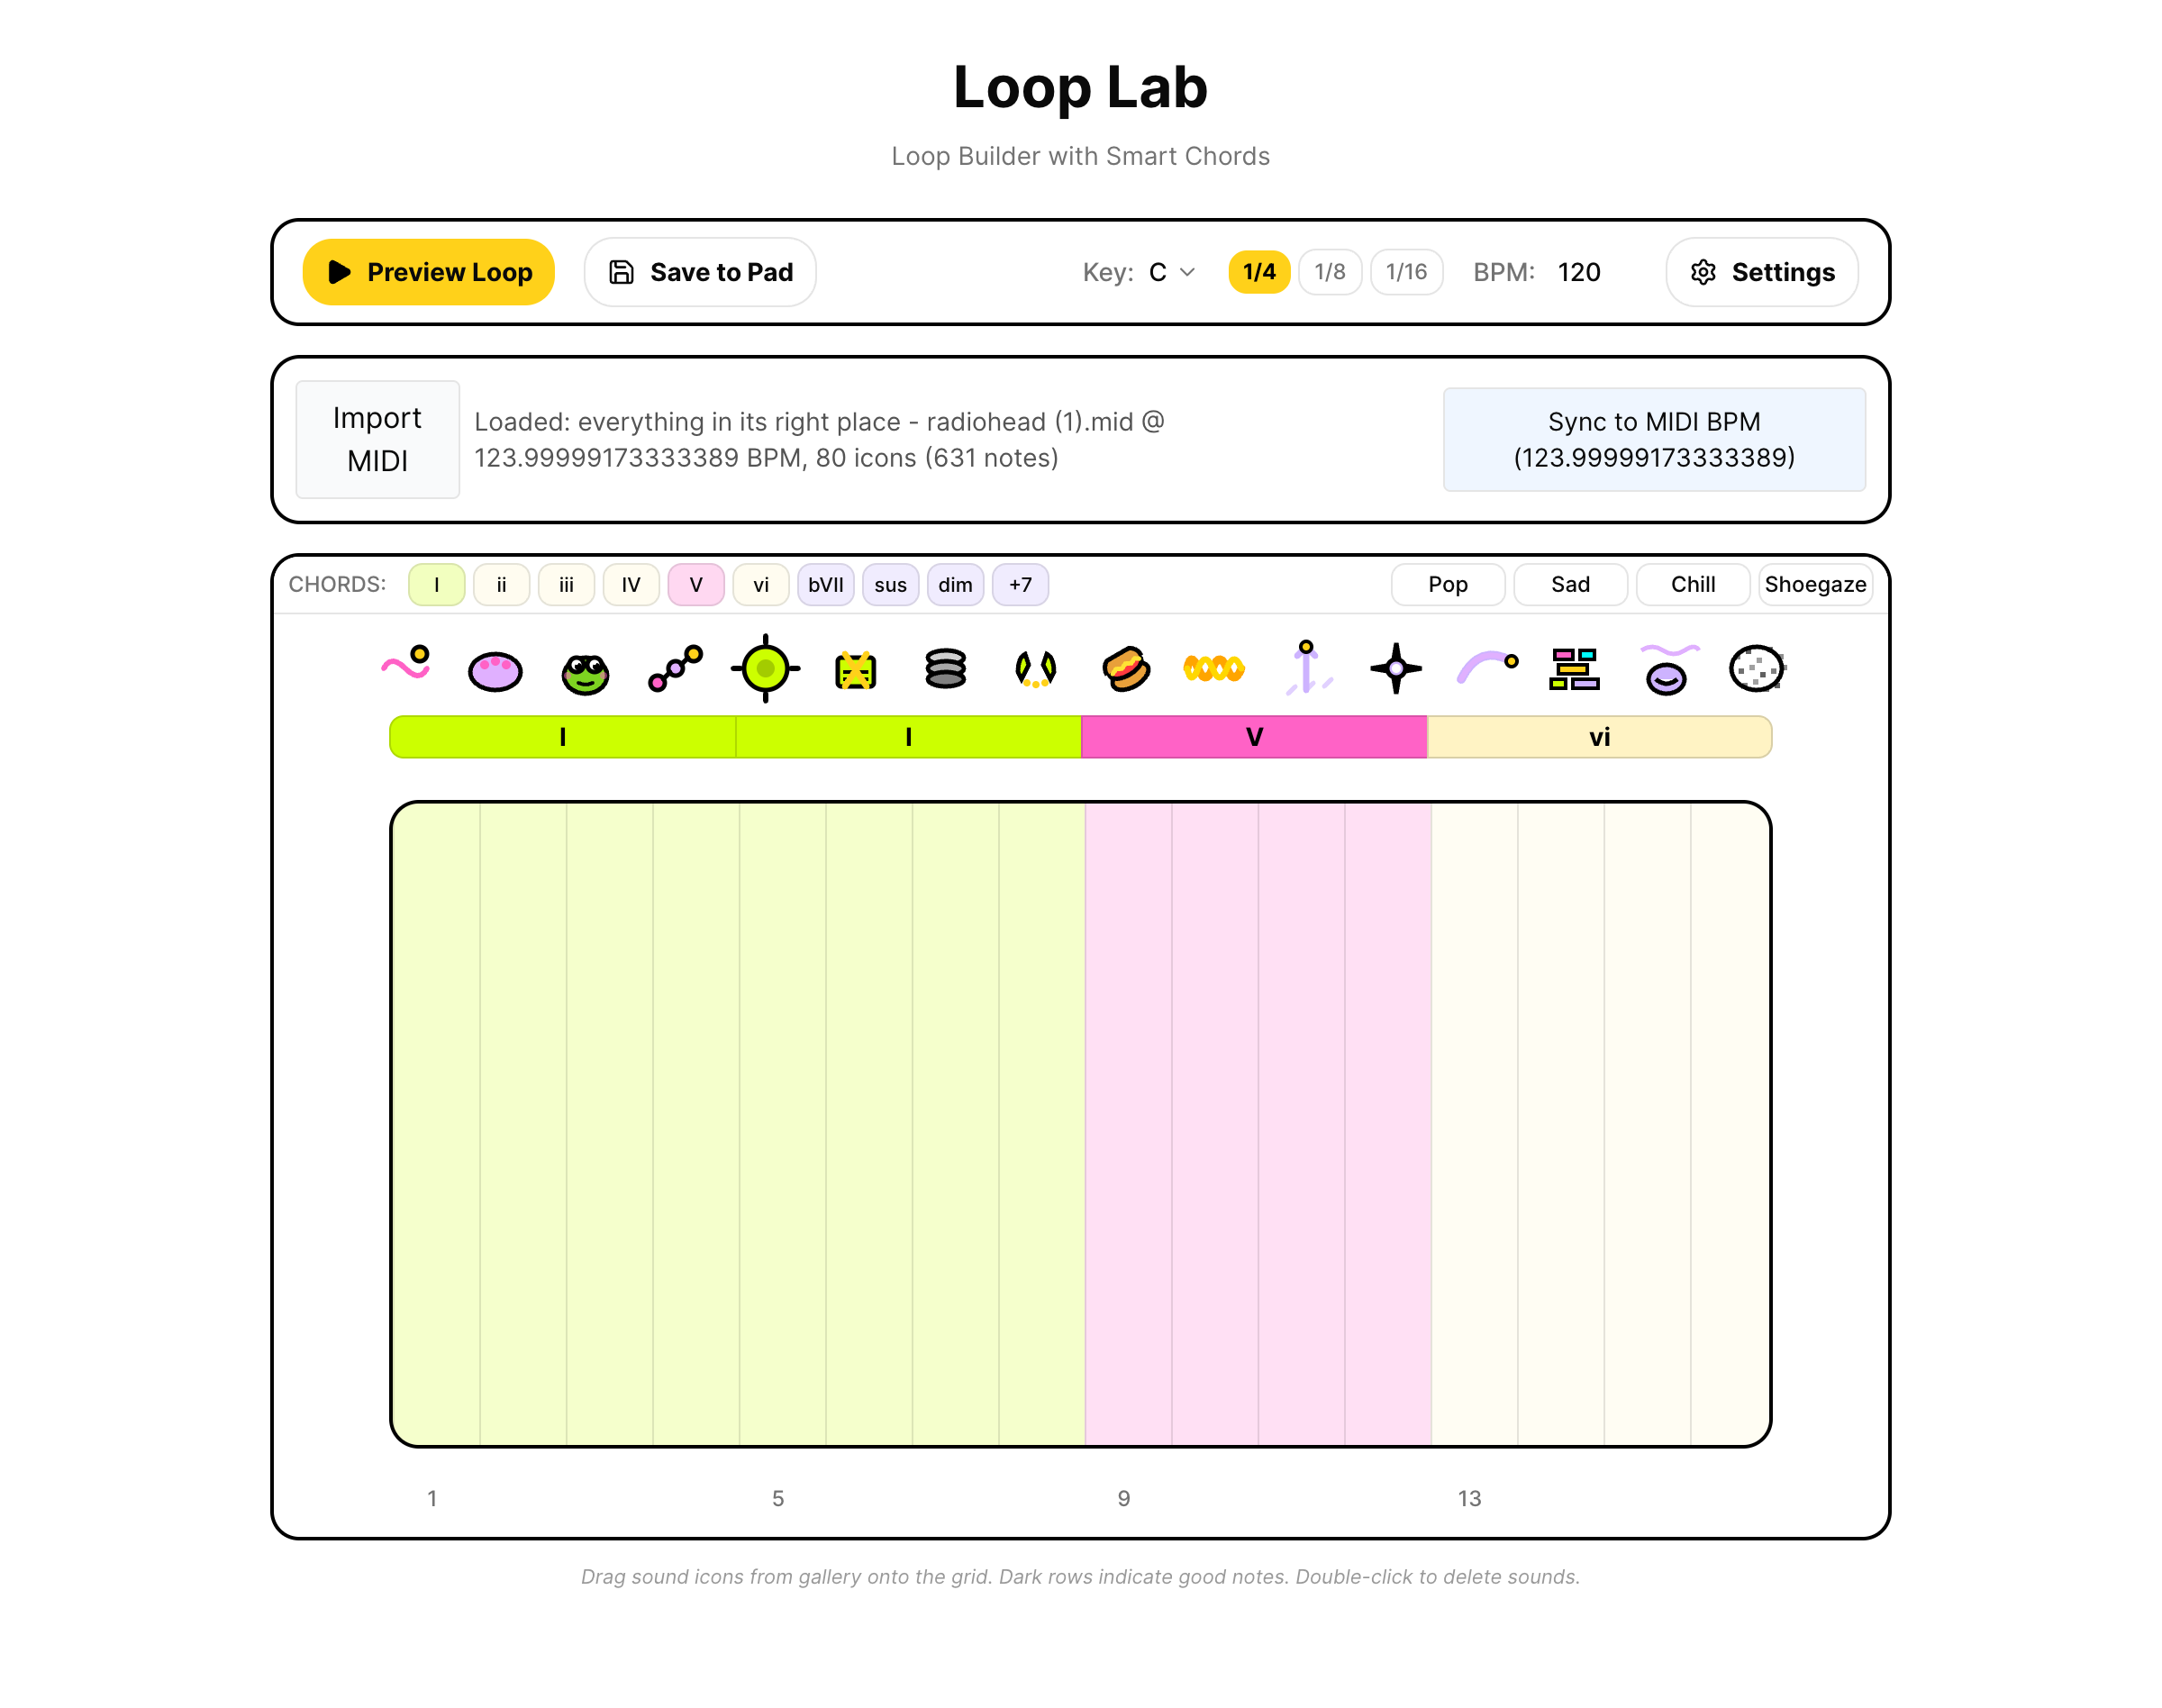 Loop Lab
Loop Builder with Smart Chords
Preview Loop
Save to Pad
Key: C
1/4
1/8
1/16
BPM: 120
Settings
Import
MIDI
Loaded: everything in its right place - radiohead (1).mid @
123.99999173333389 BPM, 80 icons (631 notes)
Sync to MIDI BPM
(123.99999173333389)
CHORDS:
I
ii
iii
IV
V
vi
bVII
sus
dim
+7
Pop
Sad
Chill
Shoegaze
I
I
V
vi
1
5
9
13
Drag sound icons from gallery onto the grid. Dark rows indicate good notes. Double-click to delete sounds.